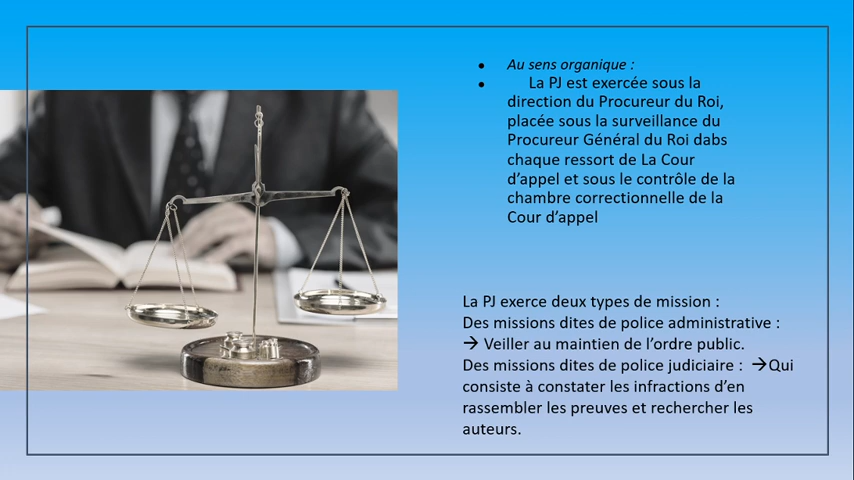 • Au sens organique :
• La PJ est exercée sous la
direction du Procureur du Roi,
placée sous la surveillance du
Procureur Général du Roi dabs
chaque ressort de La Cour
d’appel et sous le contrôle de la
chambre correctionnelle de la
Cour d’appel
La PJ exerce deux types de mission :
Des missions dites de police administrative :
→ Veiller au maintien de l’ordre public.
Des missions dites de police judiciaire : →Qui
consiste à constater les infractions d’en
rassembler les preuves et rechercher les
auteurs.